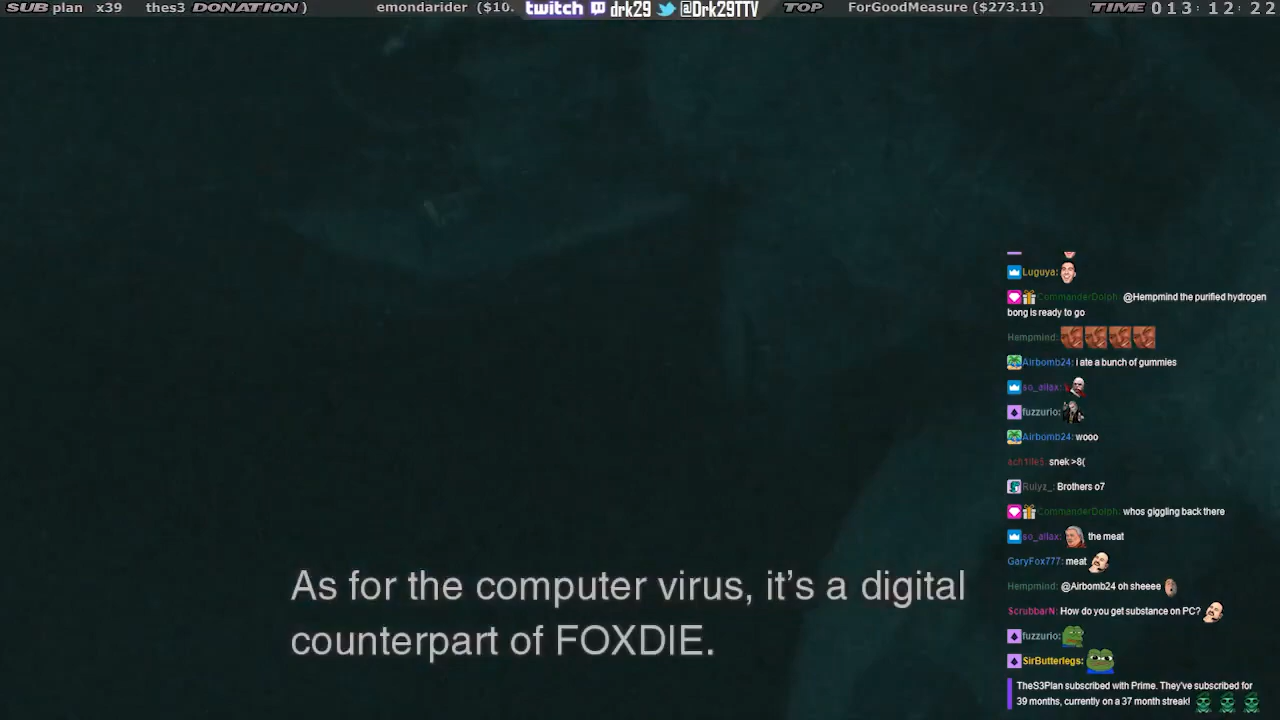 SUB plan x39 thes3 DONATION ) emondarider ($10. twitch drk29 @Drk29TTV TOP ForGoodMeasure ($273.11) TIME 013:12:22
Luguya:
CommanderDolph: @Hempmind the purified hydrogen
bong is ready to go
Hempmind:
Airbomb24: i ate a bunch of gummies
so_allax:
fuzzurio:
Airbomb24: wooo
snek >8(
Rulyz_: Brothers o7
CommanderDolph: whos giggling back there
so_allax: the meat
GaryFox777: meat
Hempmind: @Airbomb24 oh sheeee
ScrubbarN: How do you get substance on PC?
fuzzurio:
SirButterlegs:
TheS3Plan subscribed with Prime. They've subscribed for
39 months, currently on a 37 month streak!
As for the computer virus, it's a digital
counterpart of FOXDIE.